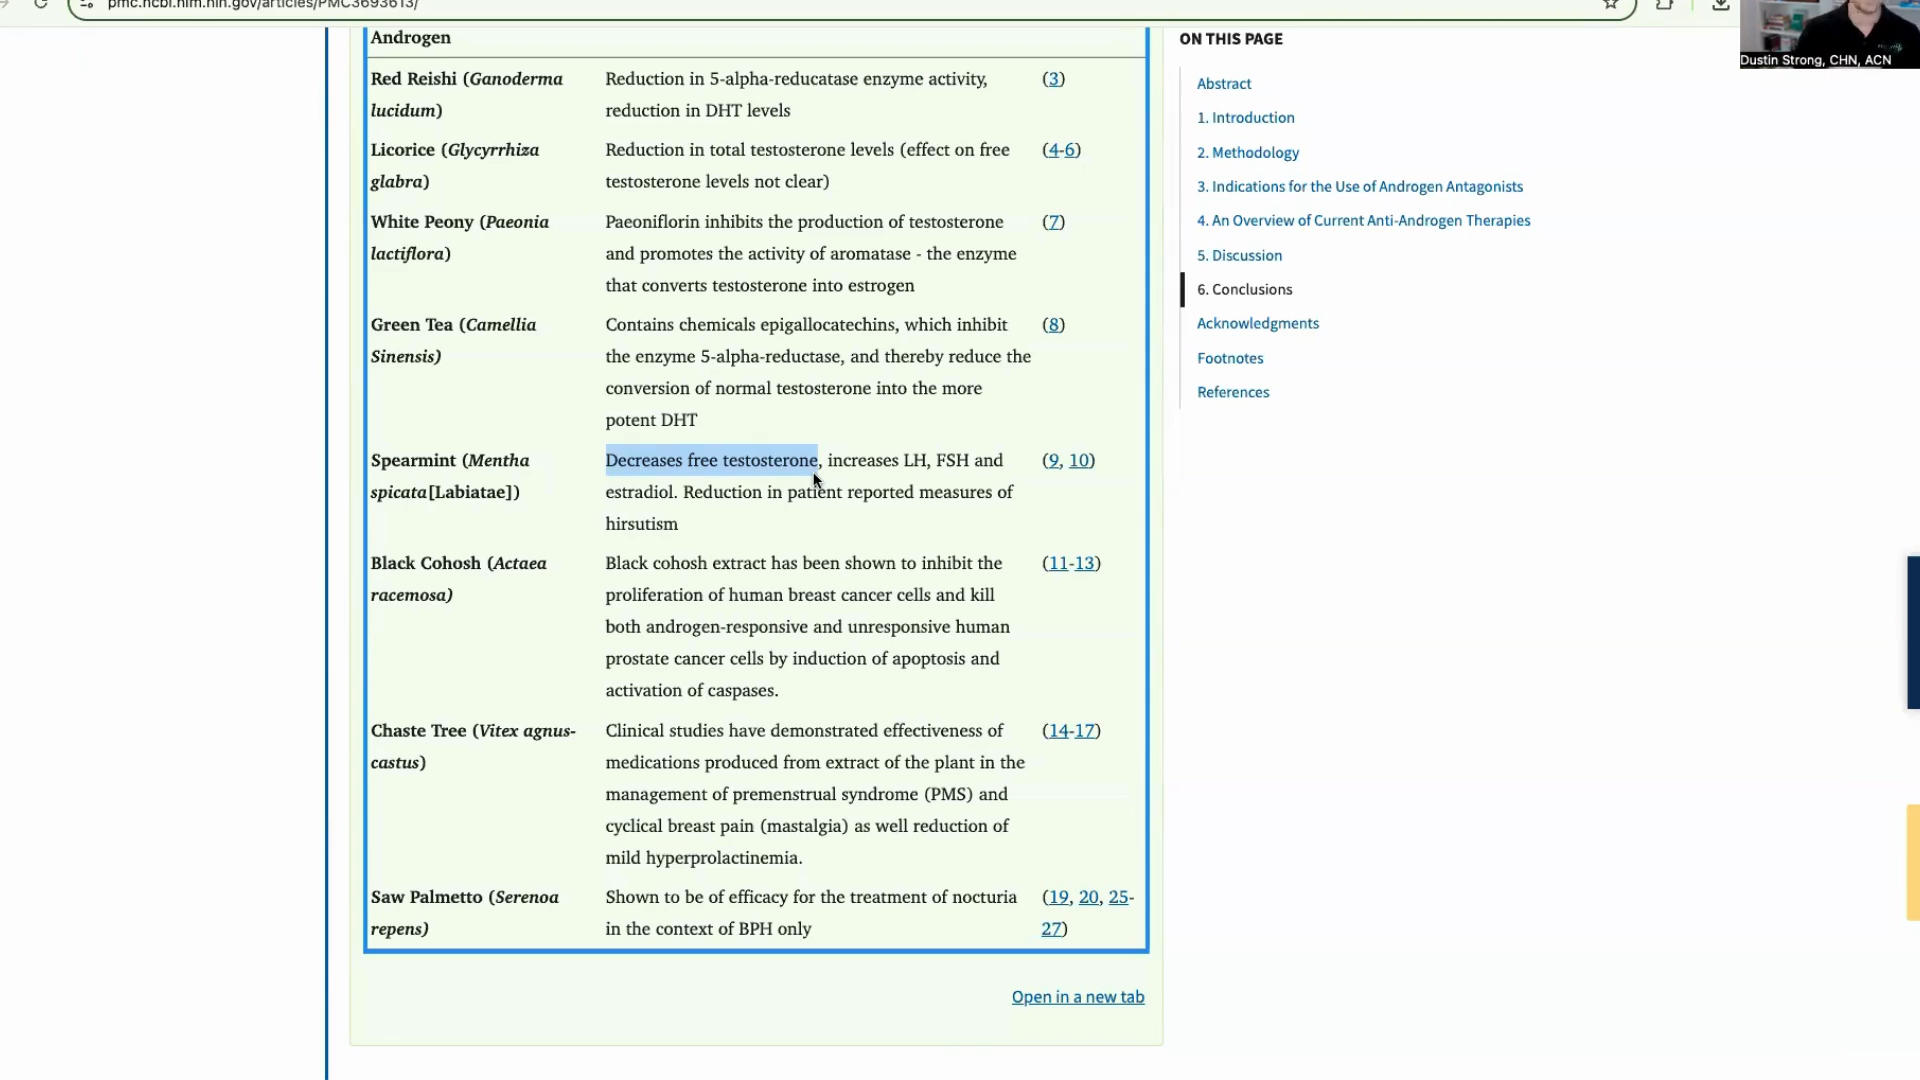 pmc.ncbi.nlm.nih.gov/articles/PMC3693613/
Dustin Strong, CHN, ACN
Androgen
Red Reishi (Ganoderma
lucidum)
Reduction in 5-alpha-reducatase enzyme activity,
reduction in DHT levels
(3)
Licorice (Glycyrrhiza
glabra)
Reduction in total testosterone levels (effect on free
testosterone levels not clear)
(4-6)
White Peony (Paeonia
lactiflora)
Paeoniflorin inhibits the production of testosterone
and promotes the activity of aromatase - the enzyme
that converts testosterone into estrogen
(7)
Green Tea (Camellia
Sinensis)
Contains chemicals epigallocatechins, which inhibit
the enzyme 5-alpha-reductase, and thereby reduce the
conversion of normal testosterone into the more
potent DHT
(8)
Spearmint (Mentha
spicata[Labiatae])
Decreases free testosterone, increases LH, FSH and
estradiol. Reduction in patient reported measures of
hirsutism
(9, 10)
Black Cohosh (Actaea
racemosa)
Black cohosh extract has been shown to inhibit the
proliferation of human breast cancer cells and kill
both androgen-responsive and unresponsive human
prostate cancer cells by induction of apoptosis and
activation of caspases.
(11-13)
Chaste Tree (Vitex agnus-
castus)
Clinical studies have demonstrated effectiveness of
medications produced from extract of the plant in the
management of premenstrual syndrome (PMS) and
cyclical breast pain (mastalgia) as well reduction of
mild hyperprolactinemia.
(14-17)
Saw Palmetto (Serenoa
repens)
Shown to be of efficacy for the treatment of nocturia
in the context of BPH only
(19, 20, 25-
27)
Open in a new tab
ON THIS PAGE
Abstract
1. Introduction
2. Methodology
3. Indications for the Use of Androgen Antagonists
4. An Overview of Current Anti-Androgen Therapies
5. Discussion
6. Conclusions
Acknowledgments
Footnotes
References